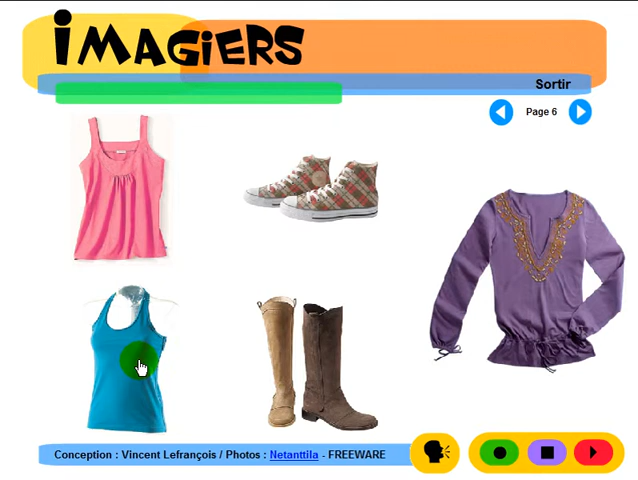 iMAGiERS
Sortir
Page 6
Conception : Vincent Lefrançois / Photos : Netanttila - FREEWARE